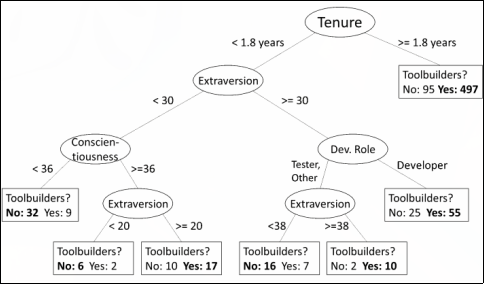 Tenure
< 1.8 years
>= 1.8 years
Extraversion
Toolbuilders?
No: 95 Yes: 497
< 30
>= 30
Conscien-
tiousness
Dev. Role
< 36
>=36
Tester,
Other
Developer
Toolbuilders?
No: 32 Yes: 9
Extraversion
Extraversion
Toolbuilders?
No: 25 Yes: 55
< 20
>= 20
<38
>=38
Toolbuilders?
No: 6 Yes: 2
Toolbuilders?
No: 10 Yes: 17
Toolbuilders?
No: 16 Yes: 7
Toolbuilders?
No: 2 Yes: 10